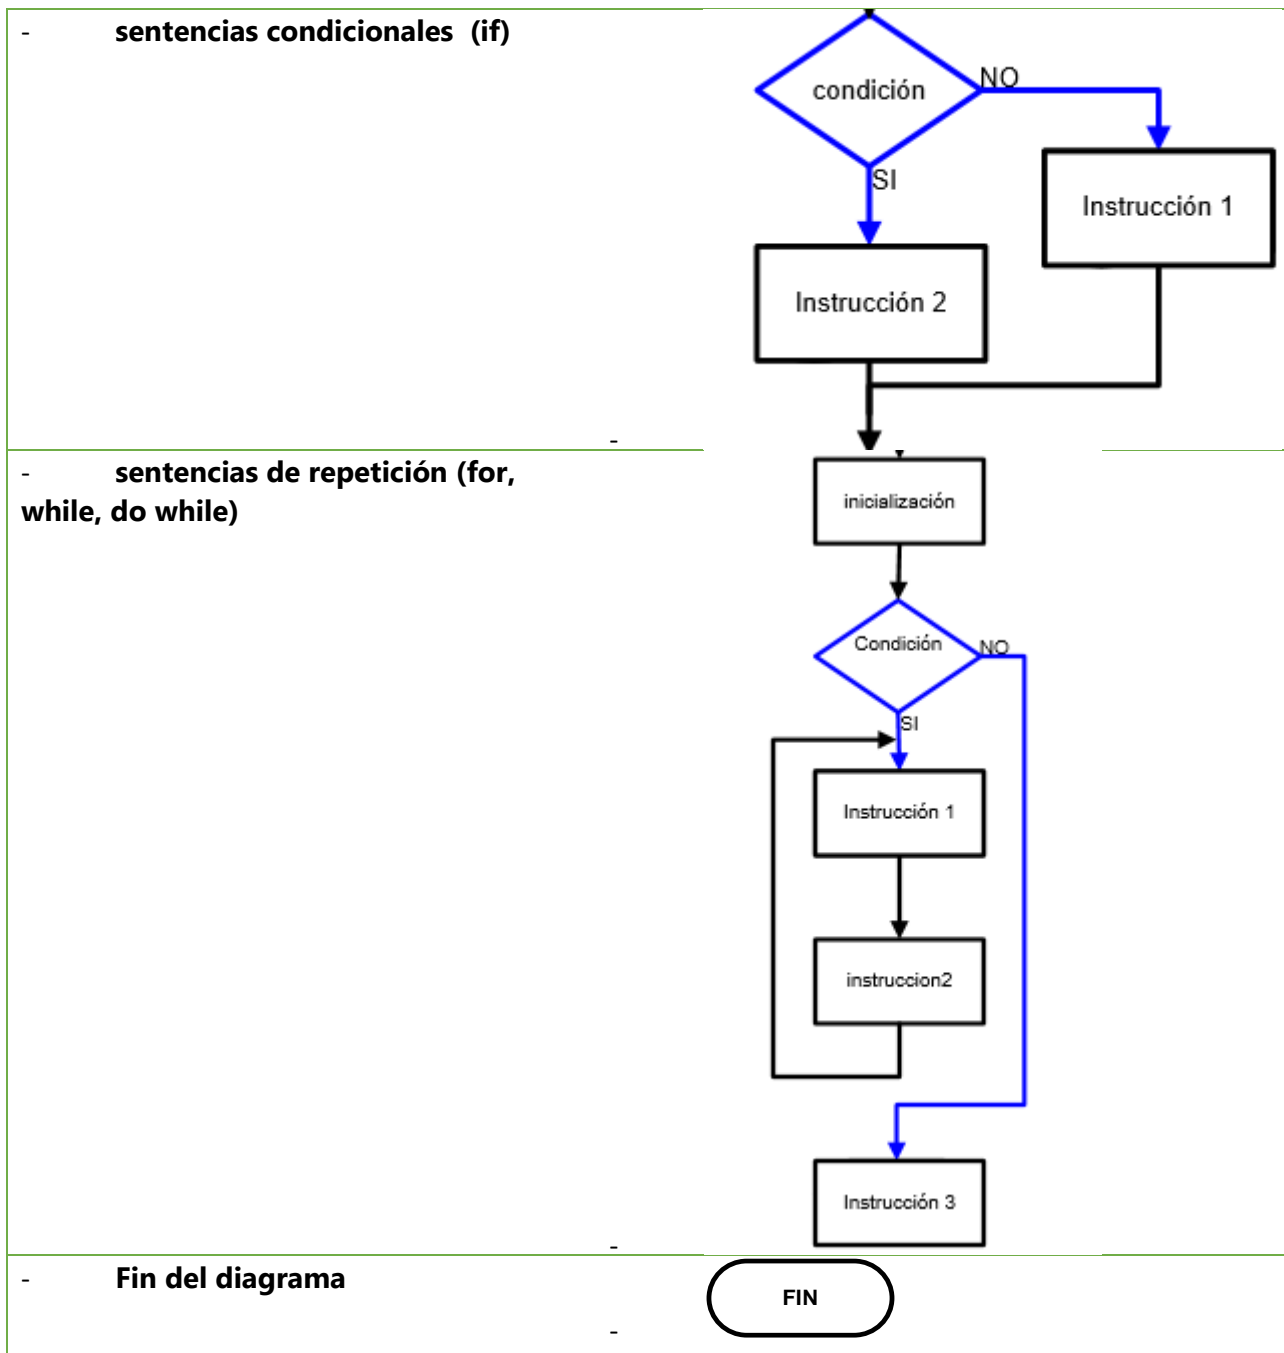 - sentencias condicionales (if)
condición
NO
SI
Instrucción 1
Instrucción 2
-
- sentencias de repetición (for,
while, do while)
inicialización
Condición
NO
SI
Instrucción 1
instruccion2
Instrucción 3
-
- Fin del diagrama
FIN
-